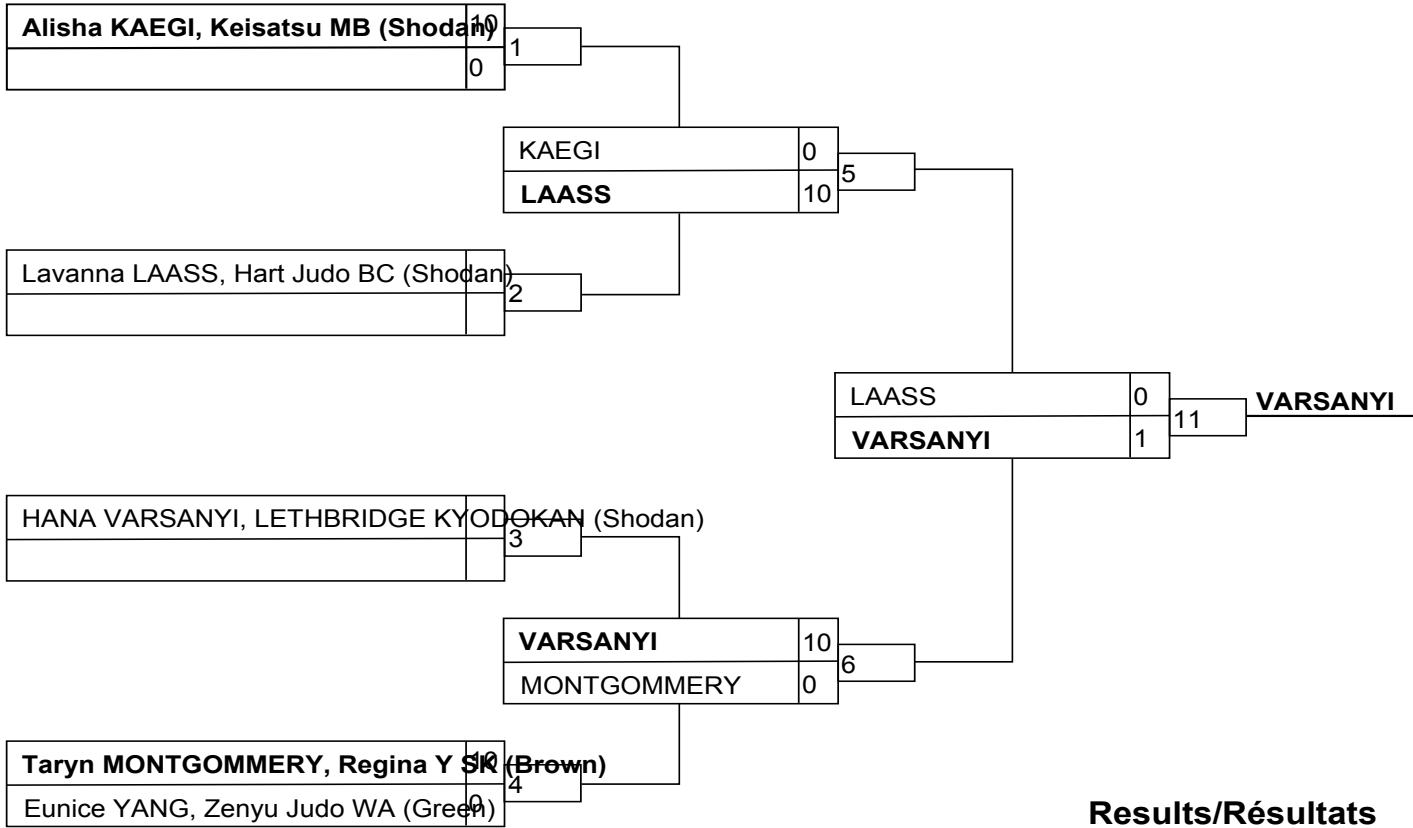 Alisha KAEGI, Keisatsu MB (Shodan) 10
1
0
KAEGI 0
5
LAASS 10
Lavanna LAASS, Hart Judo BC (Shodan)
2
LAASS 0
11 VARSANYI
VARSANYI 1
HANA VARSANYI, LETHBRIDGE KYODOKAN (Shodan)
3
VARSANYI 10
6
MONTGOMMERY 0
Taryn MONTGOMMERY, Regina Y SK (Brown) 10
4
Eunice YANG, Zenyu Judo WA (Green) 0
Results/Résultats